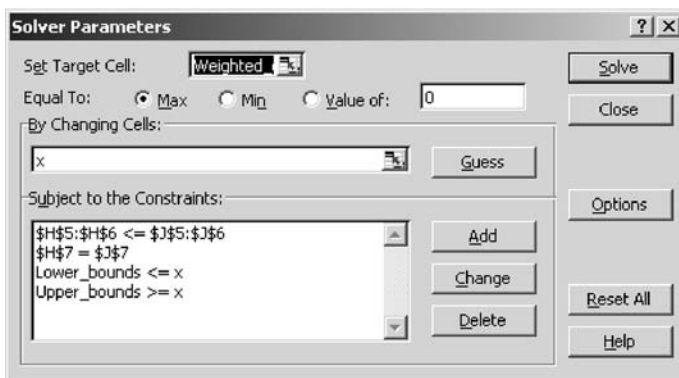 Solver Parameters
Set Target Cell: Weighted_
Solve
Equal To: Max Min Value of: 0
Close
By Changing Cells:
x
Guess
Subject to the Constraints:
Options
$H$5:$H$6 <= $J$5:$J$6
$H$7 = $J$7
Lower_bounds <= x
Upper_bounds >= x
Add
Change
Delete
Reset All
Help